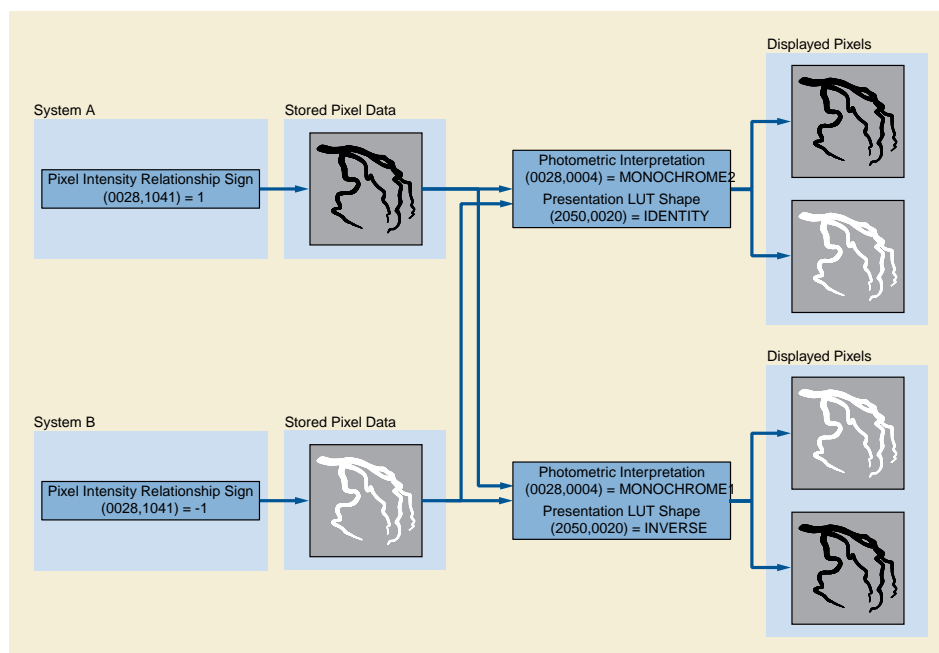 Displayed Pixels
System A
Stored Pixel Data
Pixel Intensity Relationship Sign
(0028,1041) = 1
Photometric Interpretation
(0028,0004) = MONOCHROME2
Presentation LUT Shape
(2050,0020) = IDENTITY
Displayed Pixels
System B
Stored Pixel Data
Pixel Intensity Relationship Sign
(0028,1041) = -1
Photometric Interpretation
(0028,0004) = MONOCHROME1
Presentation LUT Shape
(2050,0020) = INVERSE